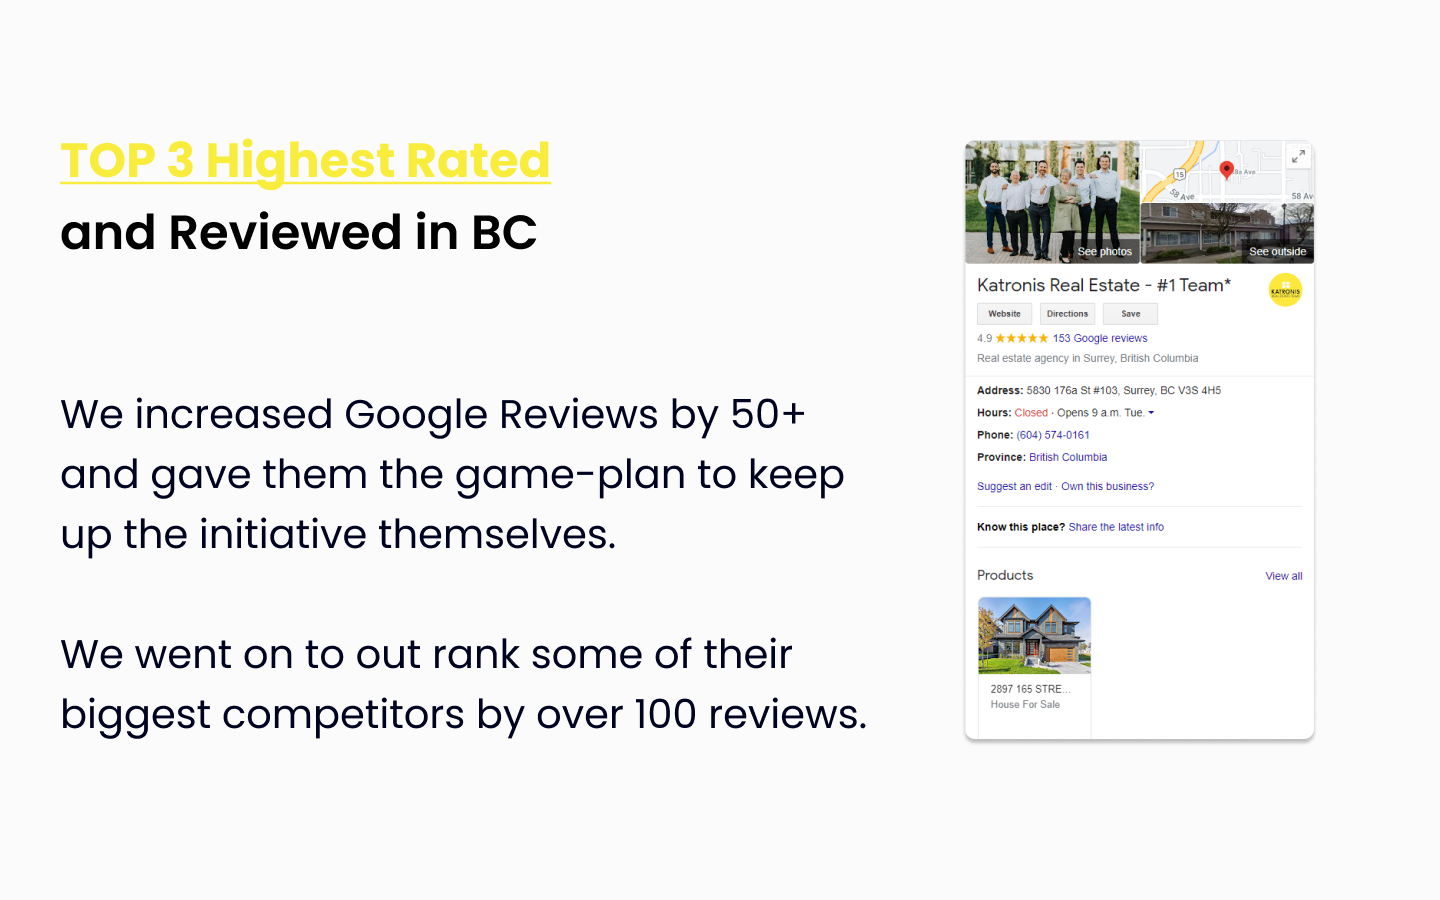 TOP 3 Highest Rated
and Reviewed in BC
We increased Google Reviews by 50+
and gave them the game-plan to keep
up the initiative themselves.
We went on to out rank some of their
biggest competitors by over 100 reviews.
15
58a Ave
58 Ave
58 Av
See photos
See outside
Katronis Real Estate - #1 Team*
KATRONIS
REAL ESTATE TEAM
Website Directions Save
4.9 ★★★★★ 153 Google reviews
Real estate agency in Surrey, British Columbia
Address: 5830 176a St #103, Surrey, BC V3S 4H5
Hours: Closed · Opens 9 a.m. Tue.
Phone: (604) 574-0161
Province: British Columbia
Suggest an edit · Own this business?
Know this place? Share the latest info
Products View all
2897 165 STRE...
House For Sale